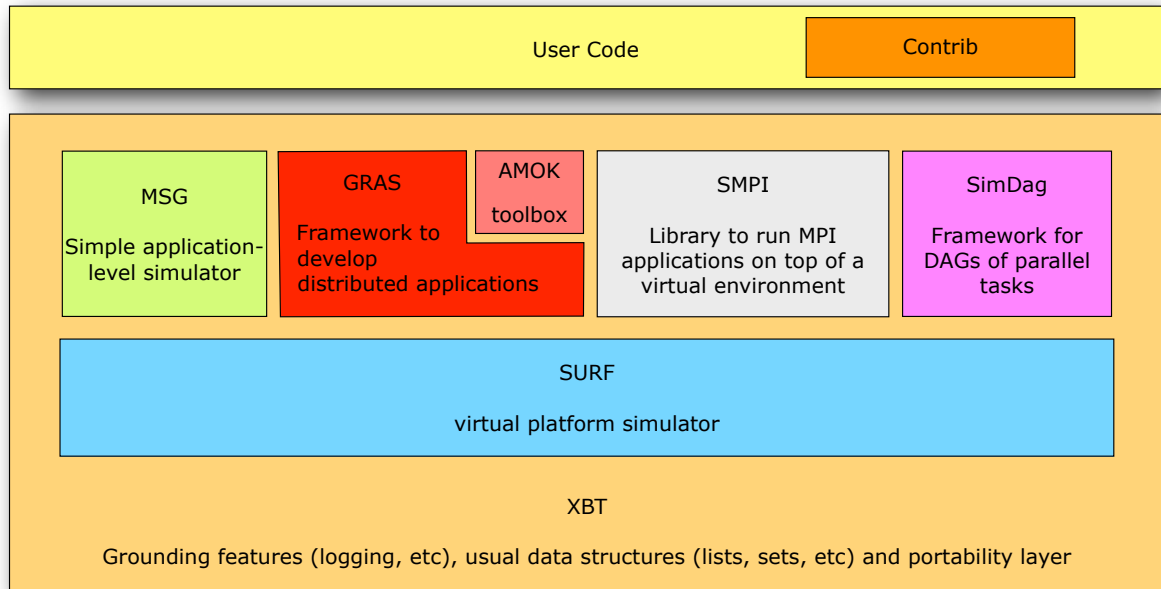 User Code
Contrib
MSG
Simple application-
level simulator
GRAS
Framework to
develop
distributed applications
AMOK
toolbox
SMPI
Library to run MPI
applications on top of a
virtual environment
SimDag
Framework for
DAGs of parallel
tasks
SURF
virtual platform simulator
XBT
Grounding features (logging, etc), usual data structures (lists, sets, etc) and portability layer